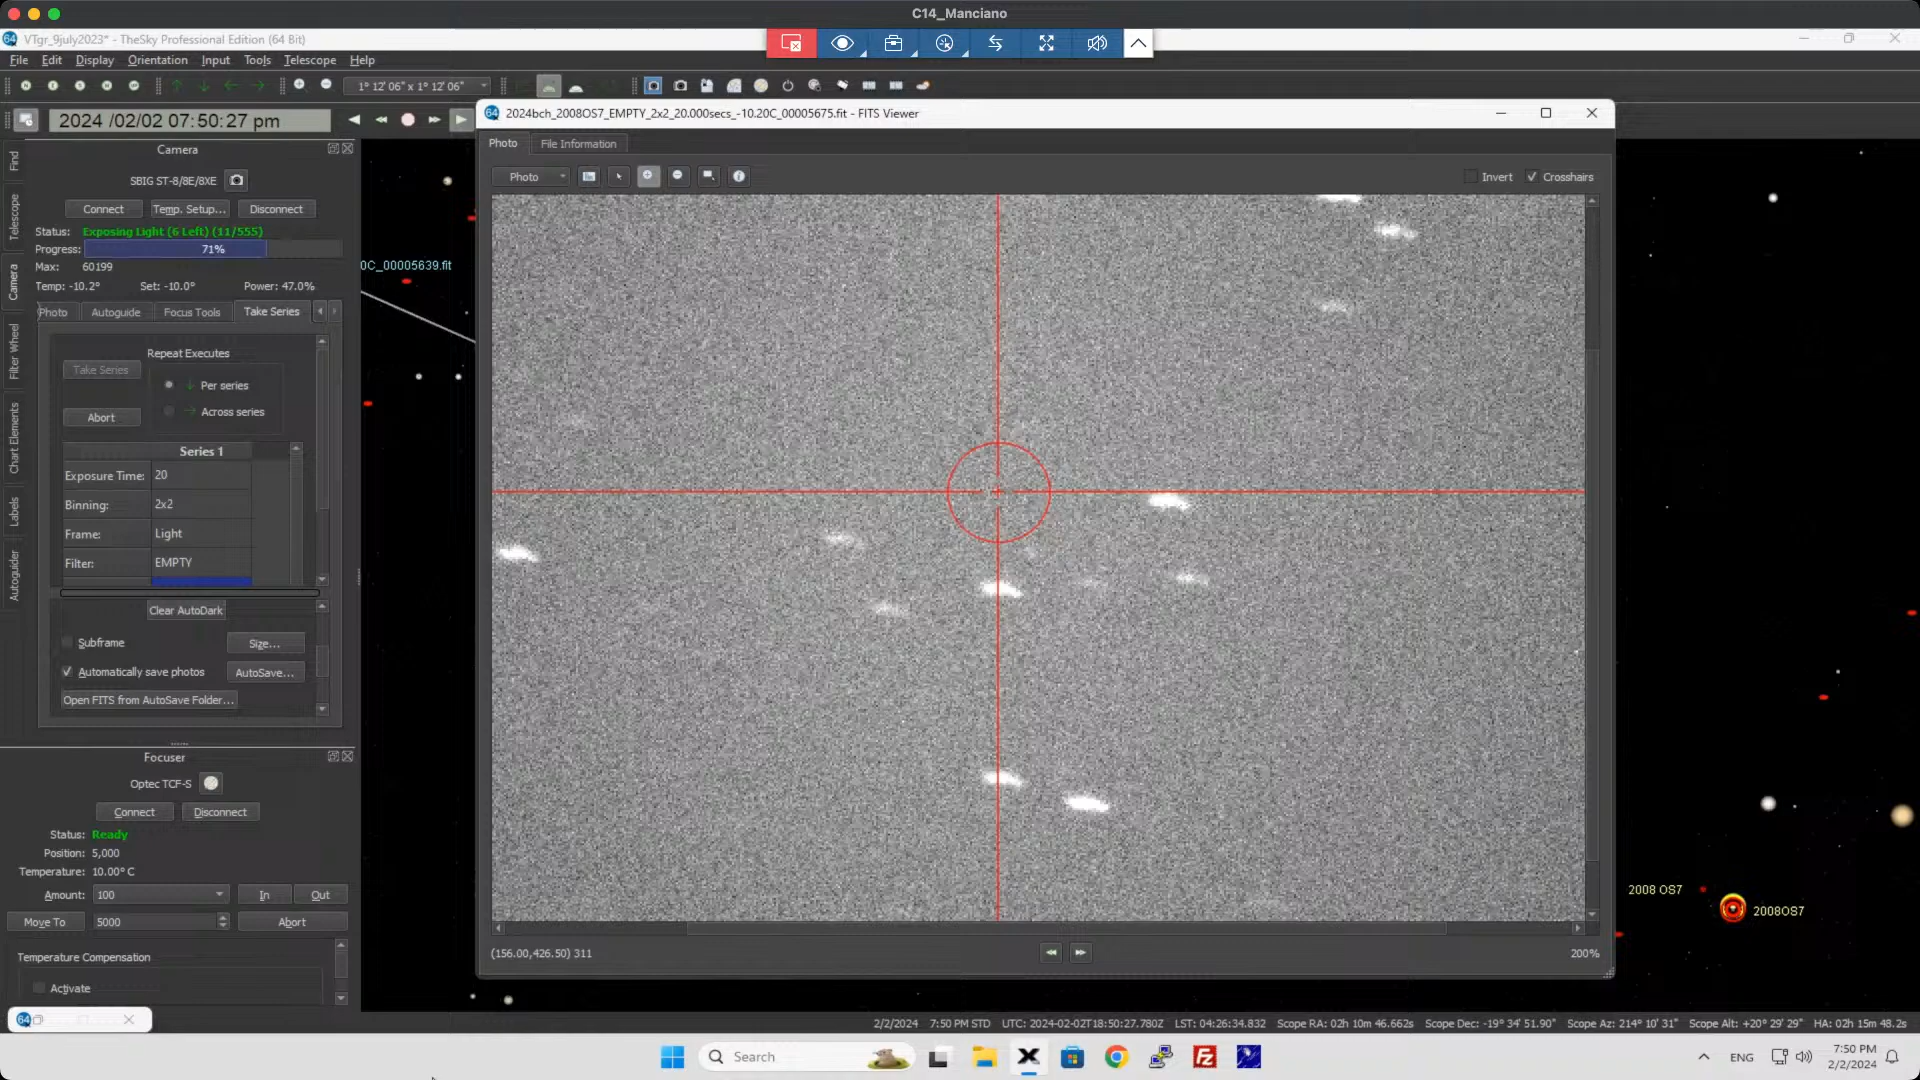 C14_Manciano
VTgr_9july2023* - TheSky Professional Edition (64 Bit)
File Edit Display Orientation Input Tools Telescope Help
1° 12' 06" x 1° 12' 06"
2024 /02/02 07:50:27 pm
Find
Telescope
Camera
Filter Wheel
Chart Elements
Labels
Autoguider
Camera
SBIG ST-8/8E/8XE
Connect Temp. Setup... Disconnect
Status: Exposing Light (6 Left) (11/555)
Progress: 71%
Max: 60199
Temp: -10.2° Set: -10.0° Power: 47.0%
Photo Autoguide Focus Tools Take Series
Repeat Executes
Take Series
Per series
Abort
Across series
Series 1
Exposure Time: 20
Binning: 2x2
Frame: Light
Filter: EMPTY
Clear AutoDark
Subframe Size...
Automatically save photos AutoSave...
Open FITS from AutoSave Folder...
Focuser
Optec TCF-S
Connect Disconnect
Status: Ready
Position: 5,000
Temperature: 10.00° C
Amount: 100 In Out
Move To 5000 Abort
Temperature Compensation
Activate
0C_00005639.fit
2024bch_2008OS7_EMPTY_2x2_20.000secs_-10.20C_00005675.fit - FITS Viewer
Photo File Information
Photo Invert Crosshairs
(156.00,426.50) 311 200%
2008 OS7
2008OS7
2/2/2024 7:50 PM STD UTC: 2024-02-02T18:50:27.780Z LST: 04:26:34.832 Scope RA: 02h 10m 46.662s Scope Dec: -19° 34' 51.90" Scope Az: 214° 10' 31" Scope Alt: +20° 29' 29" HA: 02h 15m 48.2s
64
Search
ENG
7:50 PM
2/2/2024